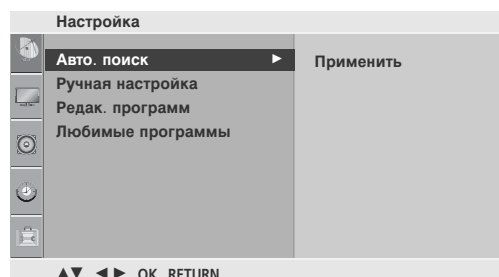 Настройка
Авто. поиск ► Применить
Ручная настройка
Редак. программ
Любимые программы
▲▼ ◄► OK RETURN